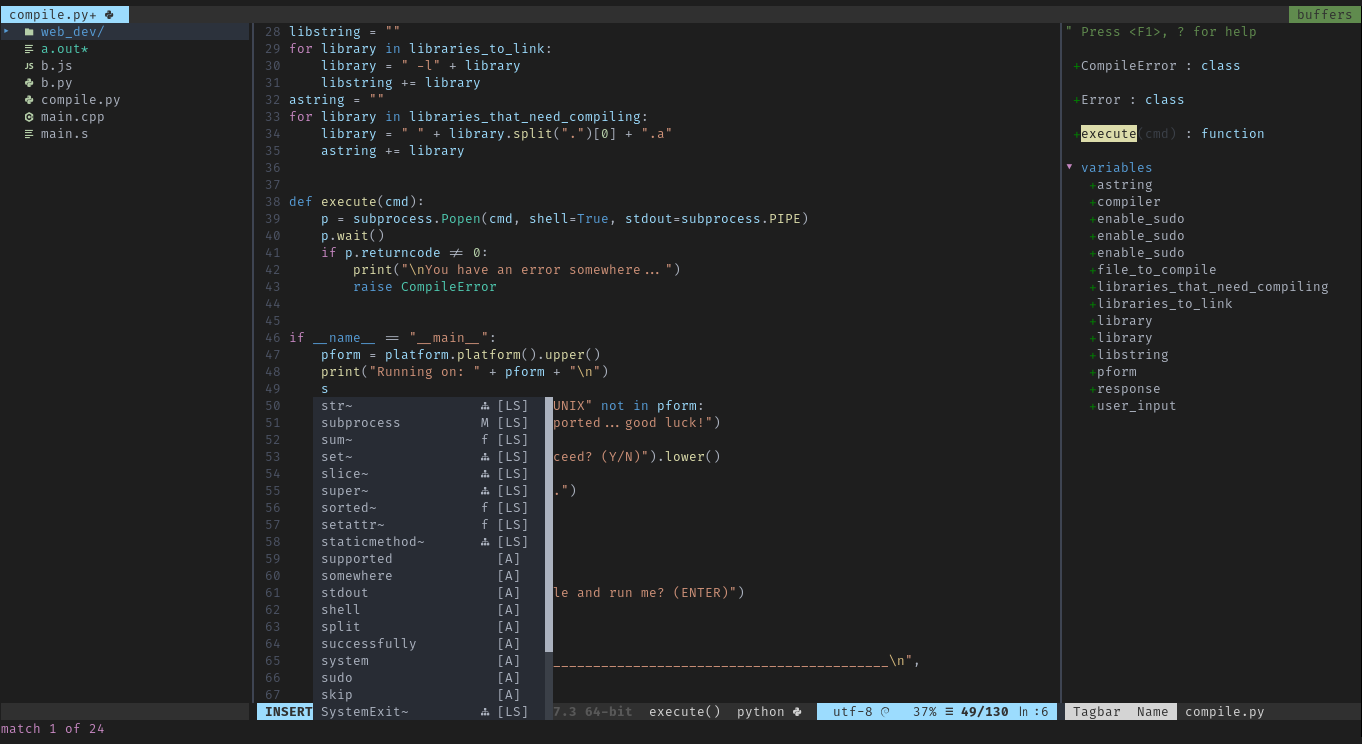 compile.py+
buffers
web_dev/
a.out*
b.js
b.py
compile.py
main.cpp
main.s
28 libstring = ""
29 for library in libraries_to_link:
30     library = " -l" + library
31     libstring += library
32 astring = ""
33 for library in libraries_that_need_compiling:
34     library = " " + library.split(".")[0] + ".a"
35     astring += library
36
37
38 def execute(cmd):
39     p = subprocess.Popen(cmd, shell=True, stdout=subprocess.PIPE)
40     p.wait()
41     if p.returncode ≠ 0:
42         print("\nYou have an error somewhere...")
43         raise CompileError
44
45
46 if __name__ == "__main__":
47     pform = platform.platform().upper()
48     print("Running on: " + pform + "\n")
49     s
50 str~ [LS] UNIX" not in pform:
51 subprocess M [LS] ported...good luck!")
52 sum~ f [LS]
53 set~ [LS] ceed? (Y/N)").lower()
54 slice~ [LS]
55 super~ [LS] .")
56 sorted~ f [LS]
57 setattr~ f [LS]
58 staticmethod~ [LS]
59 supported [A]
60 somewhere [A]
61 stdout [A] le and run me? (ENTER)")
62 shell [A]
63 split [A]
64 successfully [A]
65 system [A] __________________________________________\n",
66 sudo [A]
67 skip [A]
SystemExit~ [LS]
" Press <F1>, ? for help
+CompileError : class
+Error : class
+execute(cmd) : function
▼ variables
+astring
+compiler
+enable_sudo
+enable_sudo
+enable_sudo
+file_to_compile
+libraries_that_need_compiling
+libraries_to_link
+library
+library
+libstring
+pform
+response
+user_input
INSERT 7.3 64-bit execute() python utf-8 37% ☰ 49/130 ln :6
Tagbar Name compile.py
match 1 of 24